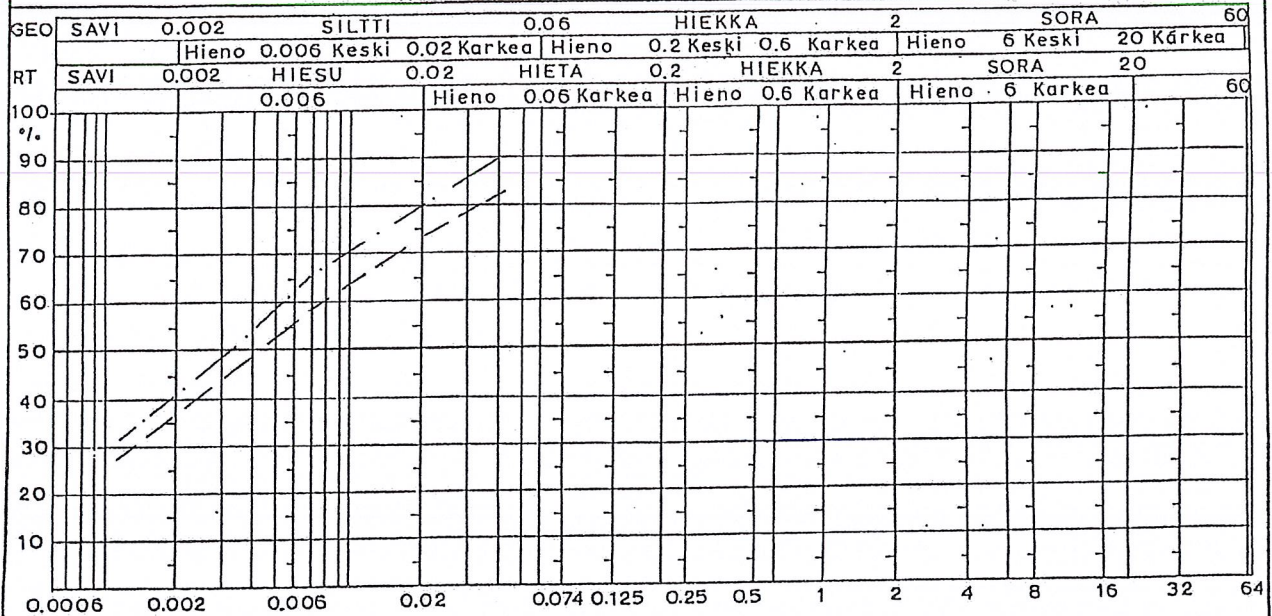 GEO SAVI 0.002 SILTTI 0.06 HIEKKA 2 SORA 60
Hieno 0.006 Keski 0.02 Karkea Hieno 0.2 Keski 0.6 Karkea Hieno 6 Keski 20 Karkea
RT SAVI 0.002 HIESU 0.02 HIETA 0.2 HIEKKA 2 SORA 20
0.006 Hieno 0.06 Karkea Hieno 0.6 Karkea Hieno 6 Karkea 60
100
%
90
80
70
60
50
40
30
20
10
0,0006 0.002 0.006 0.02 0,074 0.125 0.25 0,5 1 2 4 8 16 32 64